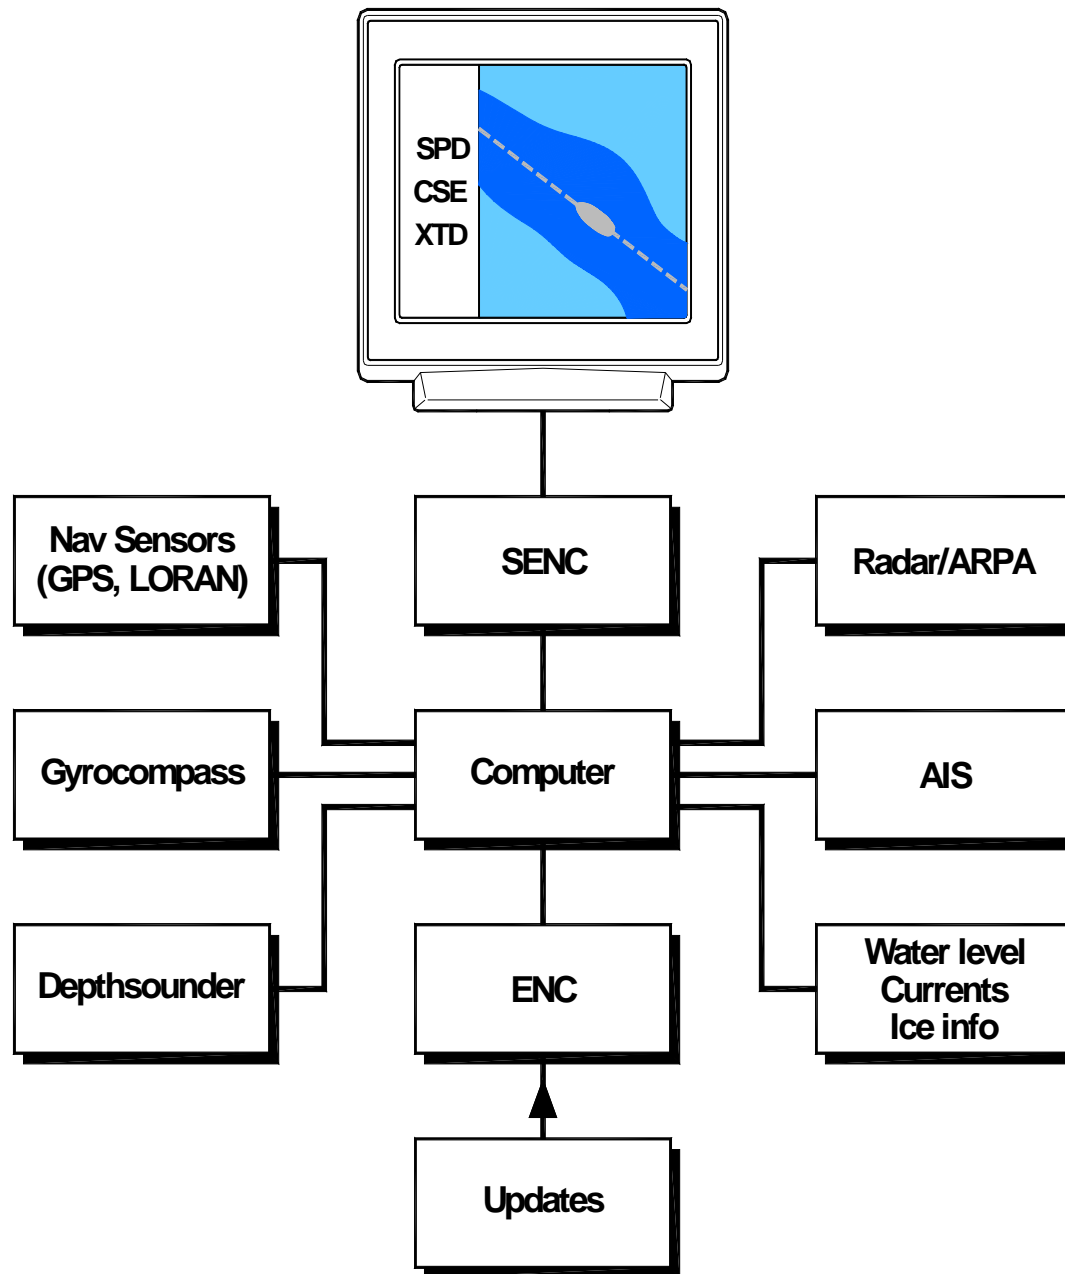 SPD
CSE
XTD
Nav Sensors
(GPS, LORAN)
SENC
Radar/ARPA
Gyrocompass
Computer
AIS
Depthsounder
ENC
Water level
Currents
Ice info
Updates